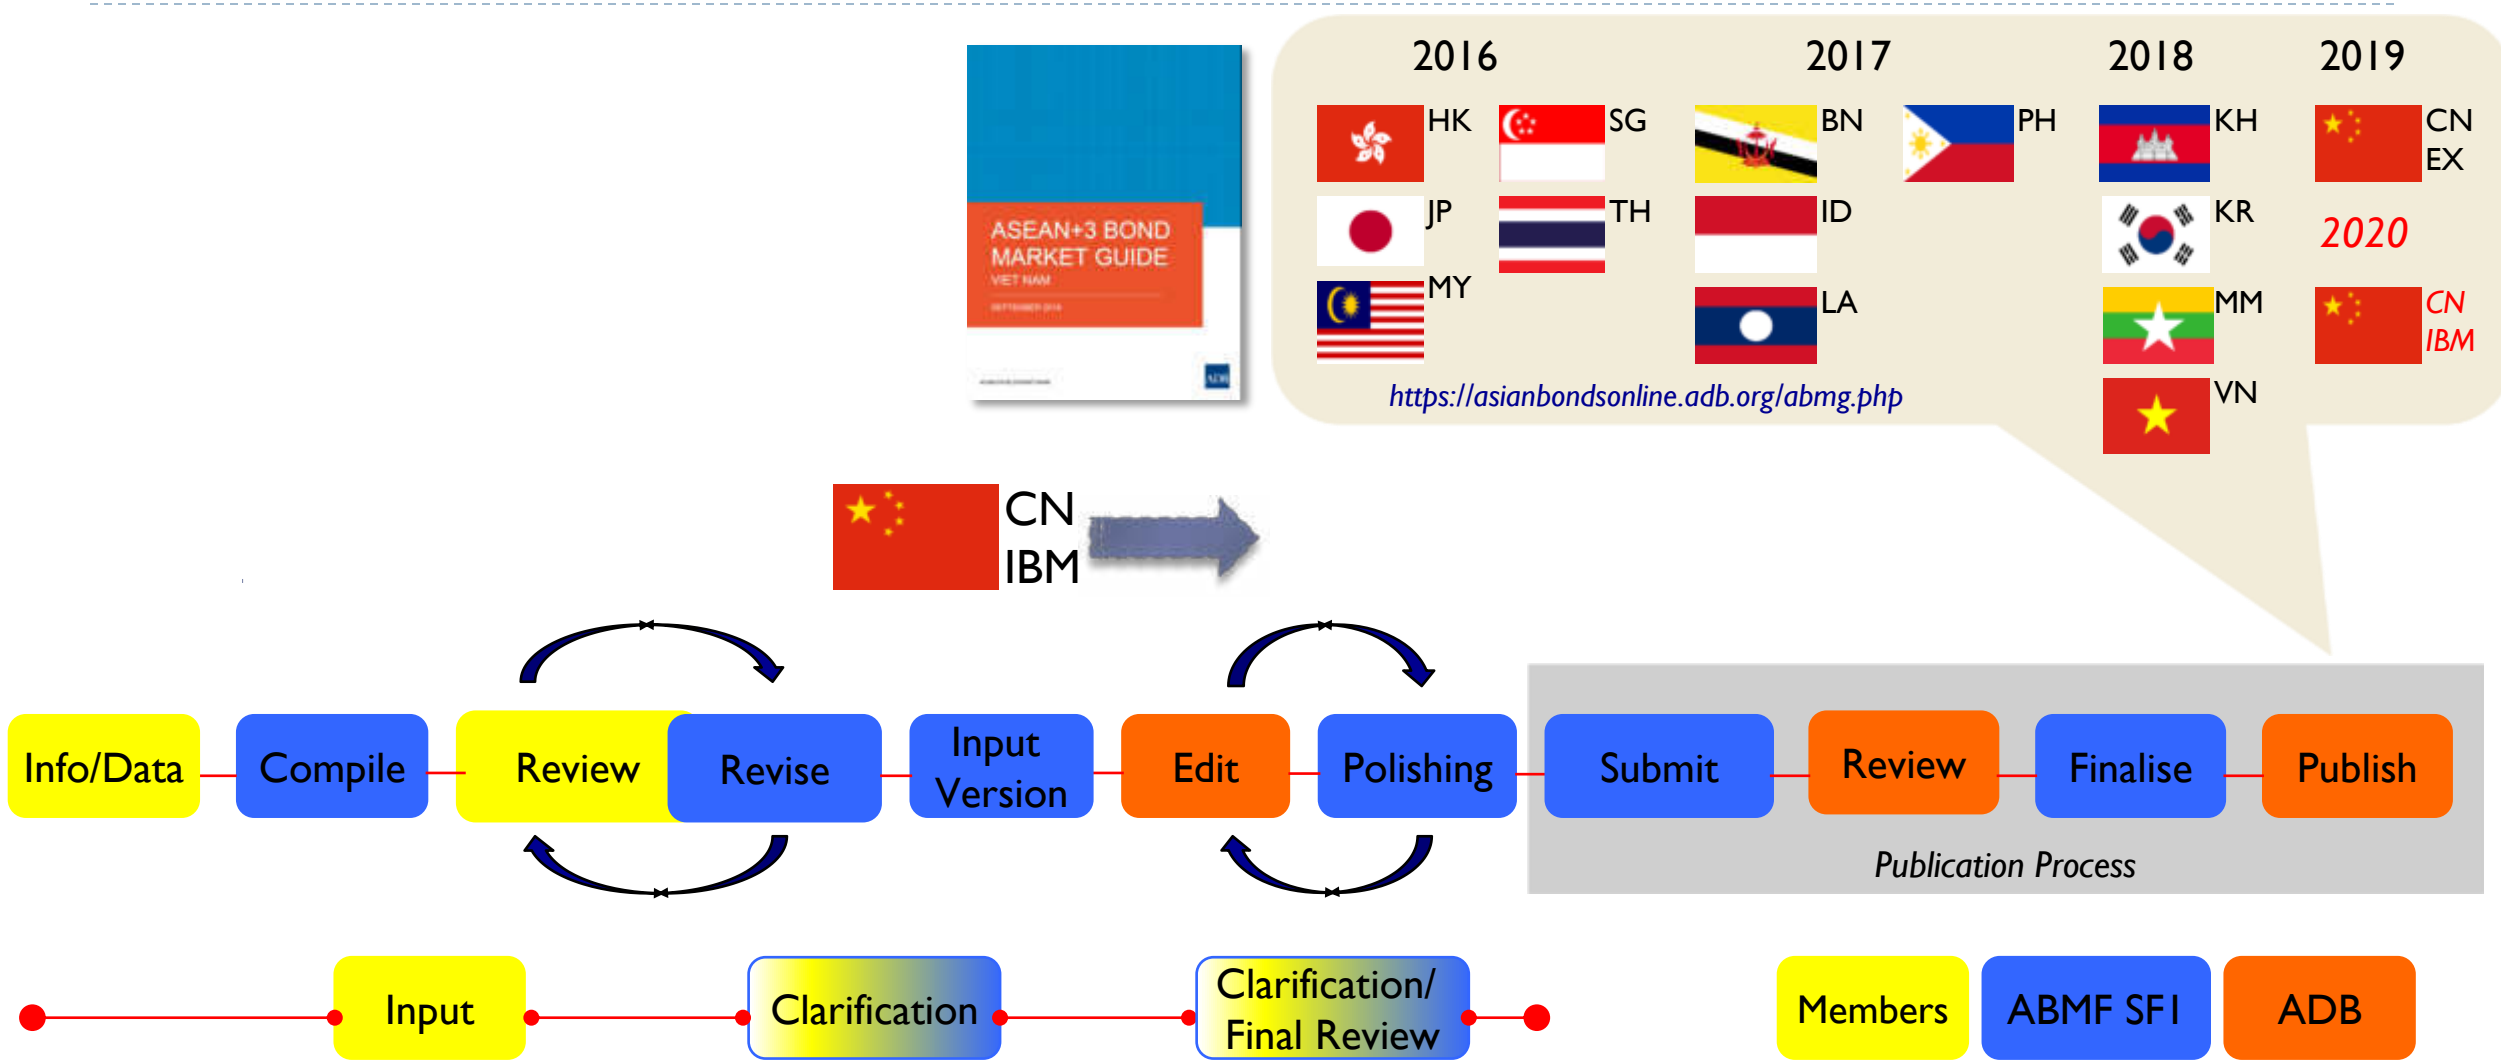 2016
2017
2018
2019
HK
SG
BN
PH
KH
CN
EX
JP
TH
ID
KR
2020
MY
LA
MM
CN
IBM
VN
https://asianbondsonline.adb.org/abmg.php
ASEAN+3 BOND
MARKET GUIDE
VIET NAM
SEPTEMBER 2018
ADB
CN
IBM
Info/Data
Compile
Review
Revise
Input
Version
Edit
Polishing
Submit
Review
Finalise
Publish
Publication Process
Input
Clarification
Clarification/
Final Review
Members
ABMF SF1
ADB